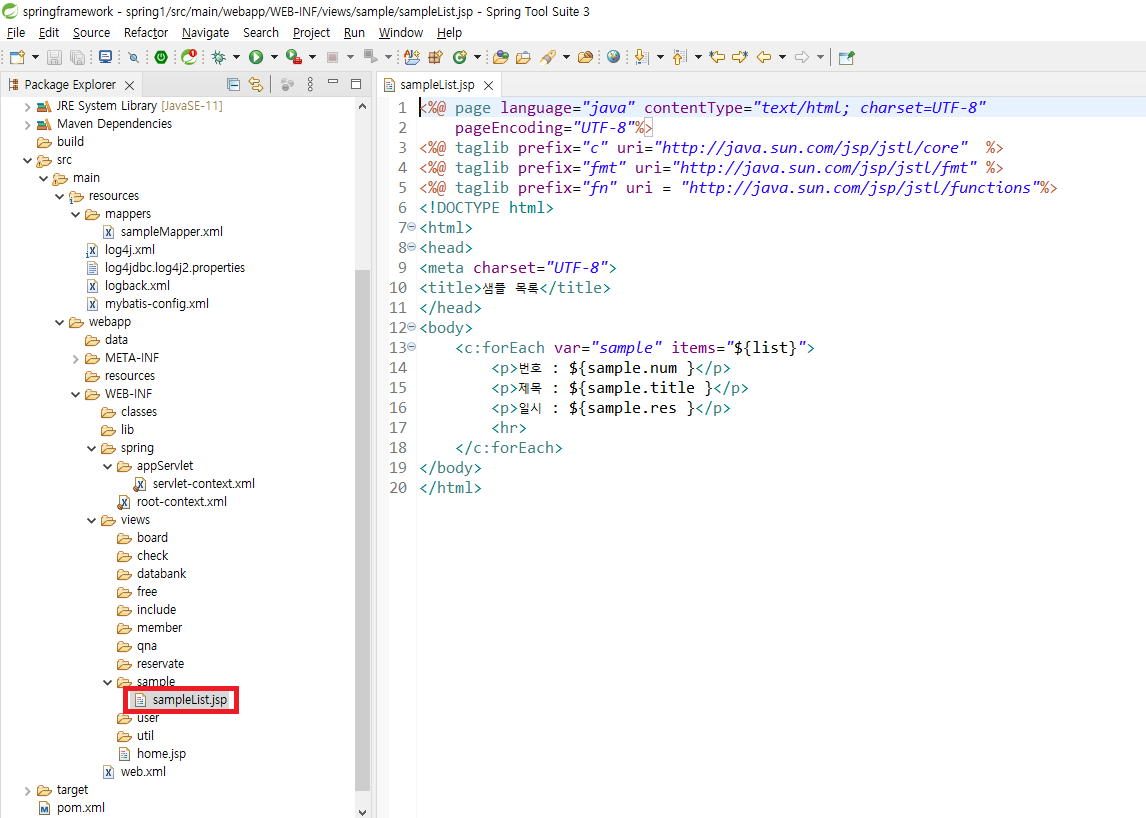 springframework - spring1/src/main/webapp/WEB-INF/views/sample/sampleList.jsp - Spring Tool Suite 3
File Edit Source Refactor Navigate Search Project Run Window Help
Package Explorer
JRE System Library [JavaSE-11]
Maven Dependencies
build
src
main
resources
mappers
sampleMapper.xml
log4j.xml
log4jdbc.log4j2.properties
logback.xml
mybatis-config.xml
webapp
data
META-INF
resources
WEB-INF
classes
lib
spring
appServlet
servlet-context.xml
root-context.xml
views
board
check
databank
free
include
member
qna
reservate
sample
sampleList.jsp
user
util
home.jsp
web.xml
target
pom.xml
sampleList.jsp
1 <%@ page language="java" contentType="text/html; charset=UTF-8"
2 pageEncoding="UTF-8"%>
3 <%@ taglib prefix="c" uri="http://java.sun.com/jsp/jstl/core" %>
4 <%@ taglib prefix="fmt" uri="http://java.sun.com/jsp/jstl/fmt" %>
5 <%@ taglib prefix="fn" uri = "http://java.sun.com/jsp/jstl/functions"%>
6 <!DOCTYPE html>
7 <html>
8 <head>
9 <meta charset="UTF-8">
10 <title>샘플 목록</title>
11 </head>
12 <body>
13 <c:forEach var="sample" items="${list}">
14 <p>번호 : ${sample.num }</p>
15 <p>제목 : ${sample.title }</p>
16 <p>일시 : ${sample.res }</p>
17 <hr>
18 </c:forEach>
19 </body>
20 </html>